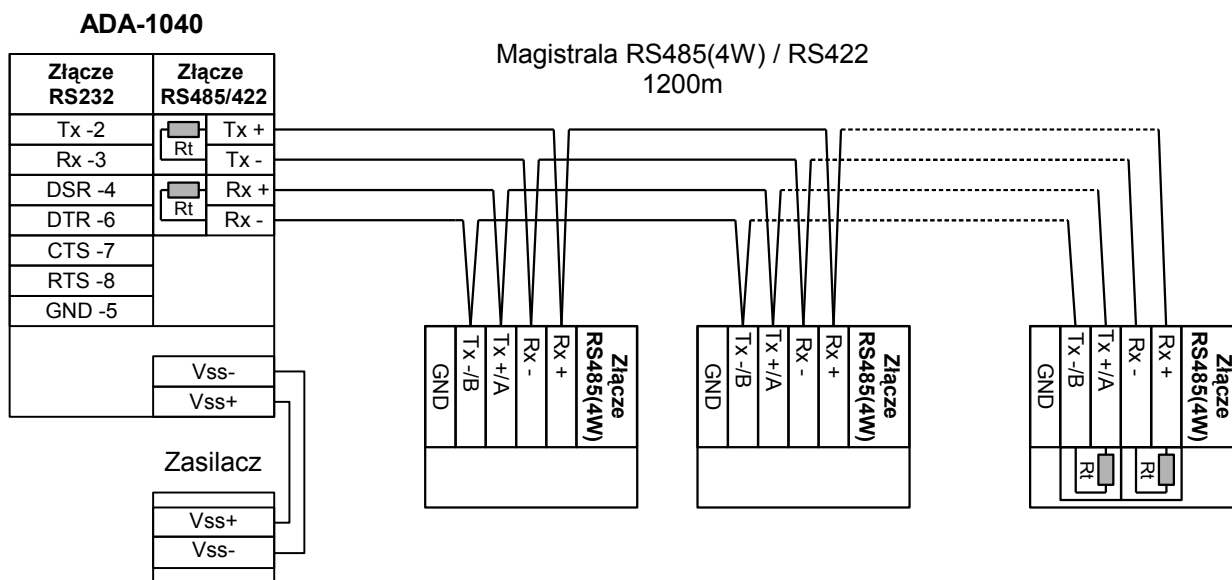 ADA-1040
Magistrala RS485(4W) / RS422
1200m
Złącze
RS232
Złącze
RS485/422
Tx -2
Rt
Tx +
Rx -3
Tx -
DSR -4
Rt
Rx +
DTR -6
Rx -
CTS -7
RTS -8
GND -5
Vss-
Vss+
Zasilacz
Vss+
Vss-
GND
Tx -/B
Tx +/A
Rx -
Rx +
Złącze
RS485(4W)
GND
Tx -/B
Tx +/A
Rx -
Rx +
Złącze
RS485(4W)
GND
Tx -/B
Tx +/A
Rx -
Rx +
Złącze
RS485(4W)
Rt
Rt